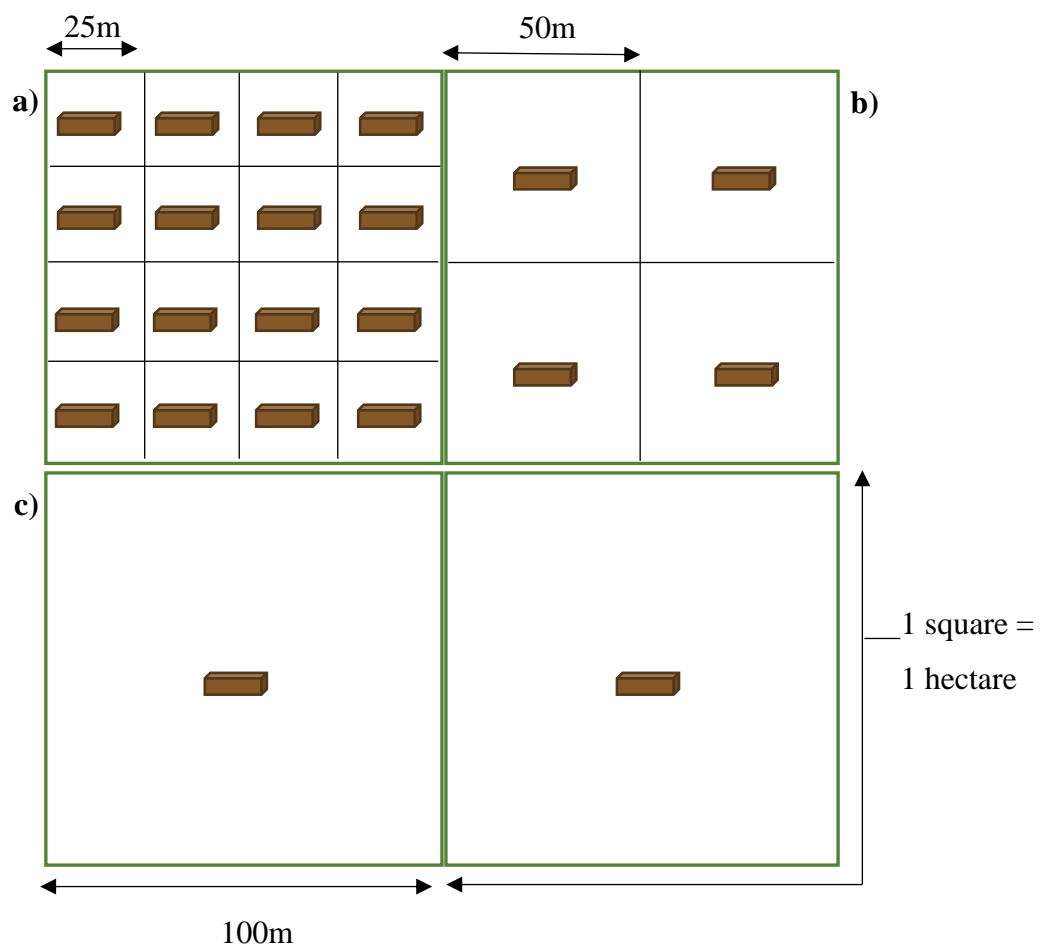 25m
50m
a)
b)
c)
1 square =
1 hectare
100m